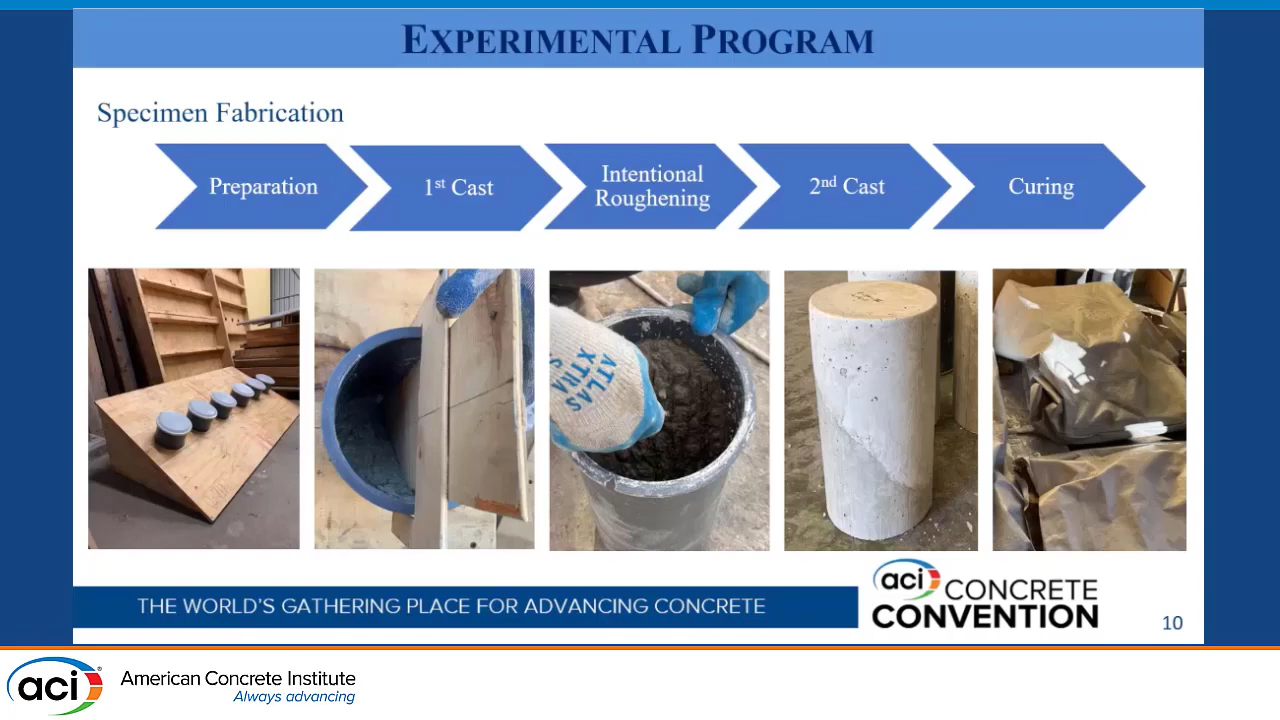 EXPERIMENTAL PROGRAM
Specimen Fabrication
Preparation
1st Cast
Intentional
Roughening
2nd Cast
Curing
ATLAS
XTRA
S
THE WORLD'S GATHERING PLACE FOR ADVANCING CONCRETE
aci CONCRETE
CONVENTION
10
aci®
American Concrete Institute
Always advancing